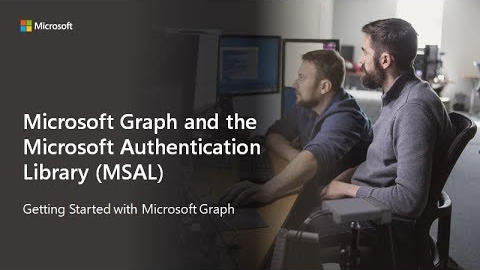 Microsoft
Microsoft Graph and the
Microsoft Authentication
Library (MSAL)
Getting Started with Microsoft Graph